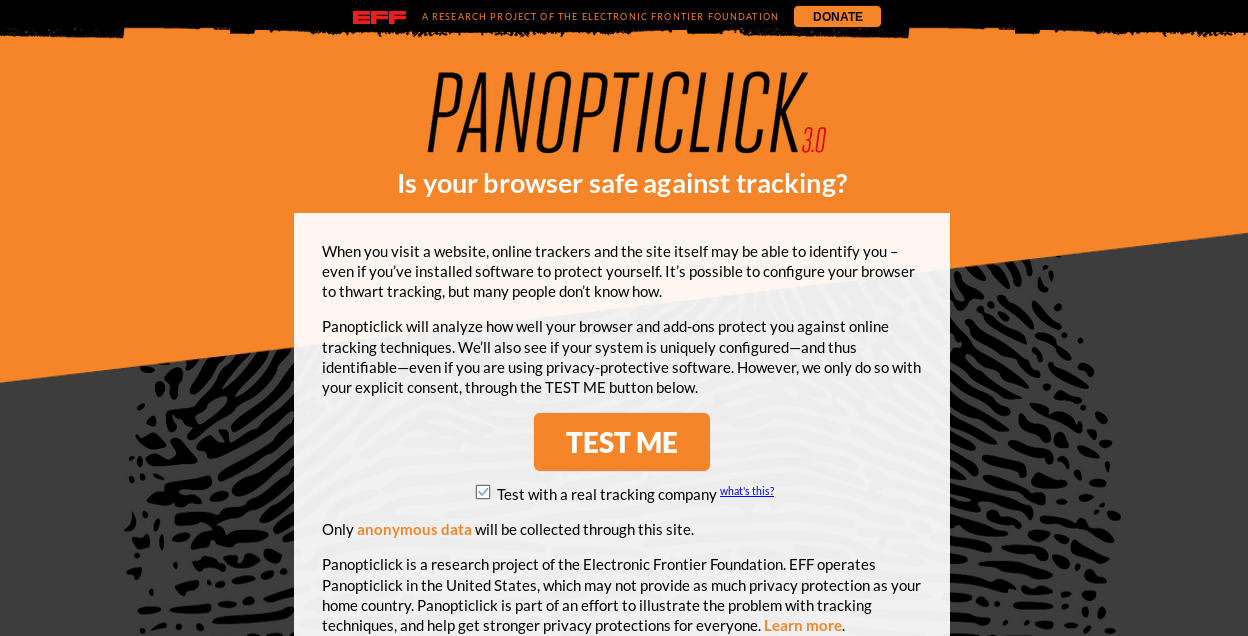 EFF A RESEARCH PROJECT OF THE ELECTRONIC FRONTIER FOUNDATION DONATE
PANOPTICLICK 3.0
Is your browser safe against tracking?
When you visit a website, online trackers and the site itself may be able to identify you –
even if you’ve installed software to protect yourself. It’s possible to configure your browser
to thwart tracking, but many people don’t know how.
Panopticlick will analyze how well your browser and add-ons protect you against online
tracking techniques. We’ll also see if your system is uniquely configured—and thus
identifiable—even if you are using privacy-protective software. However, we only do so with
your explicit consent, through the TEST ME button below.
TEST ME
Test with a real tracking company what's this?
Only anonymous data will be collected through this site.
Panopticlick is a research project of the Electronic Frontier Foundation. EFF operates
Panopticlick in the United States, which may not provide as much privacy protection as your
home country. Panopticlick is part of an effort to illustrate the problem with tracking
techniques, and help get stronger privacy protections for everyone. Learn more.